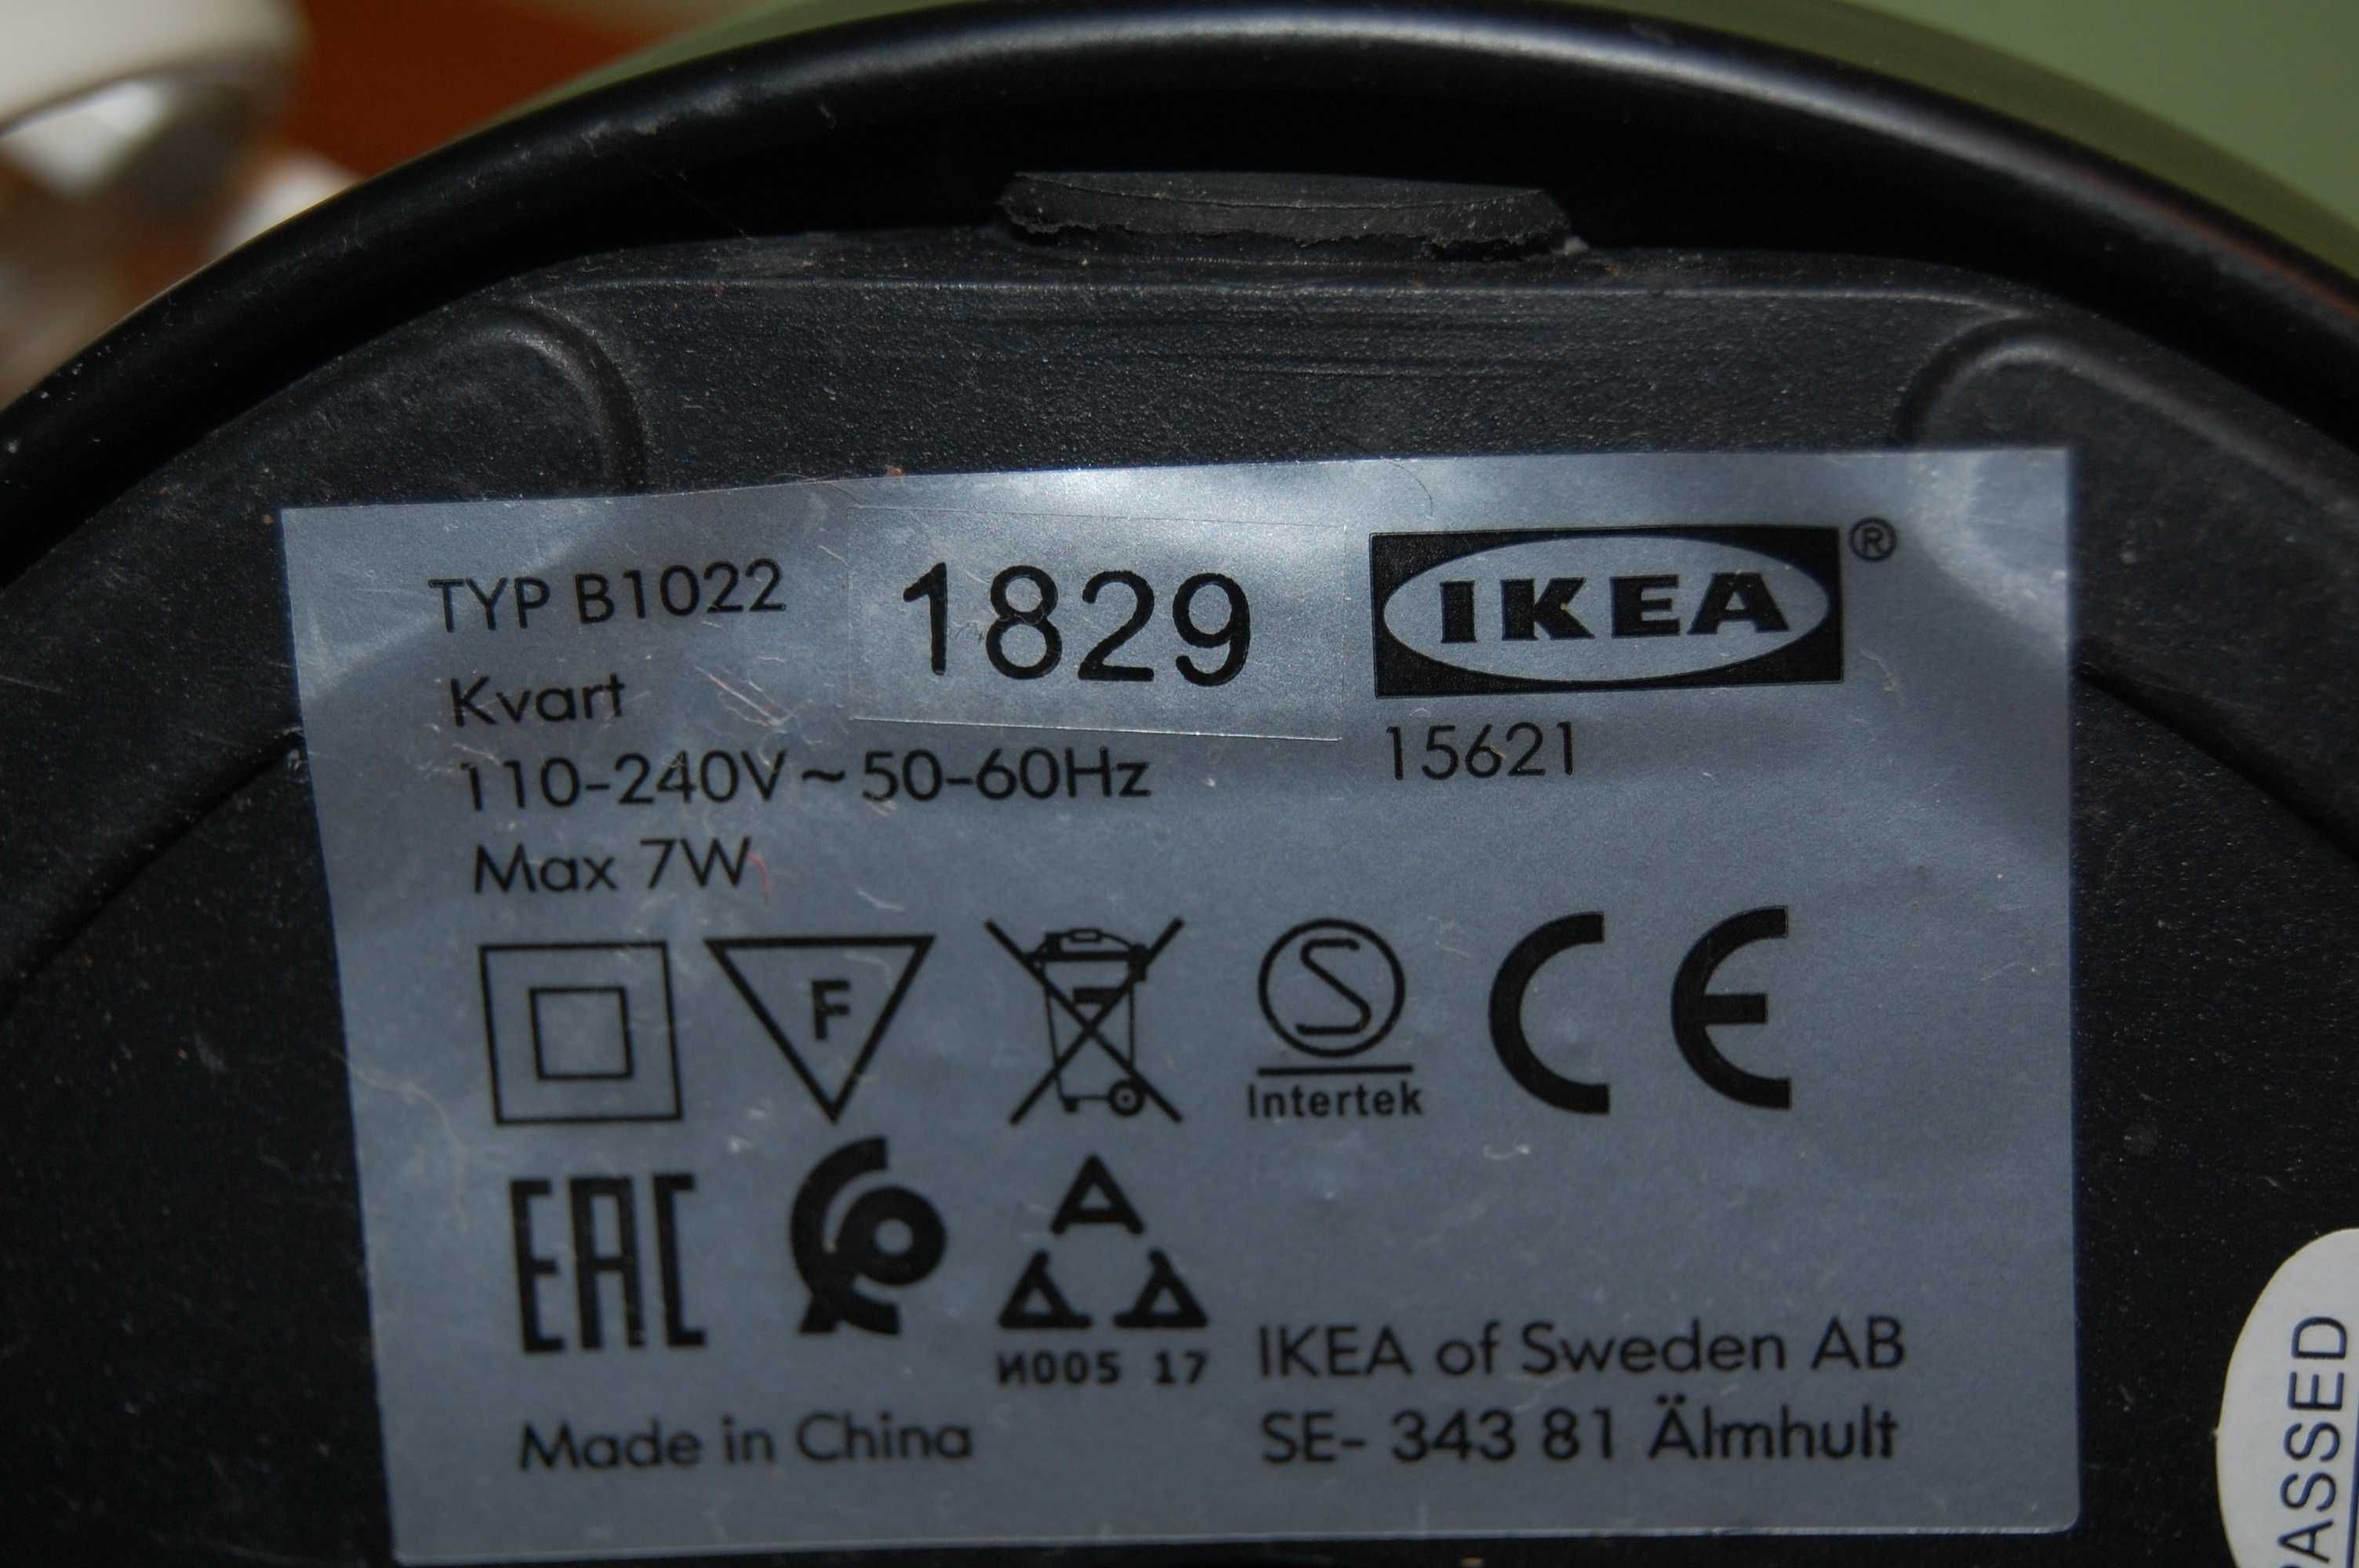 TYP B1022
1829
IKEA®
Kvart
15621
110-240V~50-60Hz
Max 7W
F
S
Intertek
CE
EAC
И005 17
IKEA of Sweden AB
Made in China
SE- 343 81 Älmhult
ASSED